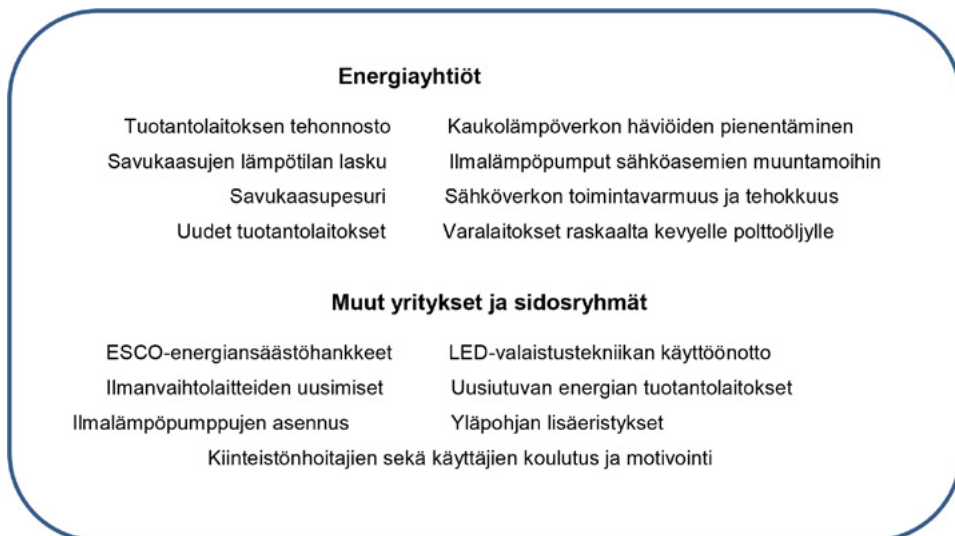 Energiayhtiöt
Tuotantolaitoksen tehonnosto Kaukolämpöverkon häviöiden pienentäminen
Savukaasujen lämpötilan lasku Ilmalämpöpumput sähköasemien muuntamoihin
Savukaasupesuri Sähköverkon toimintavarmuus ja tehokkuus
Uudet tuotantolaitokset Varalaitokset raskaalta kevyelle polttoöljylle
Muut yritykset ja sidosryhmät
ESCO-energiansäästöhankkeet LED-valaistustekniikan käyttöönotto
Ilmanvaihtolaitteiden uusimiset Uusiutuvan energian tuotantolaitokset
Ilmalämpöpumppujen asennus Yläpohjan lisäeristykset
Kiinteistönhoitajien sekä käyttäjien koulutus ja motivointi